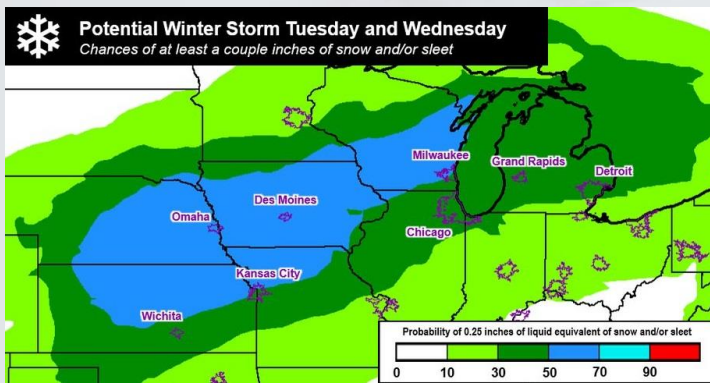 Potential Winter Storm Tuesday and Wednesday
Chances of at least a couple inches of snow and/or sleet
Milwaukee
Grand Rapids
Detroit
Des Moines
Omaha
Chicago
Kansas City
Wichita
Probability of 0.25 inches of liquid equivalent of snow and/or sleet
0 10 30 50 70 90